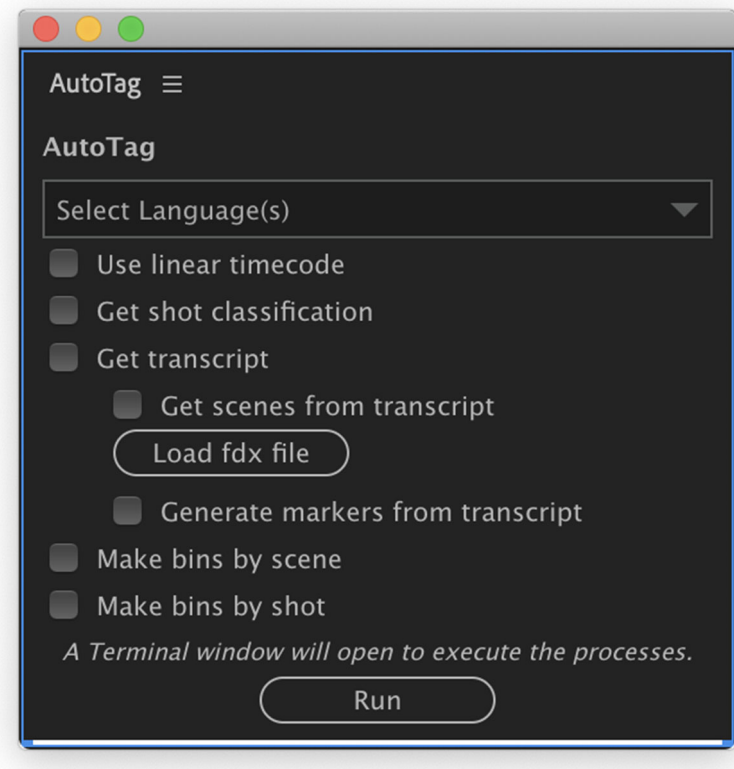 AutoTag
AutoTag
Select Language(s)
Use linear timecode
Get shot classification
Get transcript
Get scenes from transcript
Load fdx file
Generate markers from transcript
Make bins by scene
Make bins by shot
A Terminal window will open to execute the processes.
Run